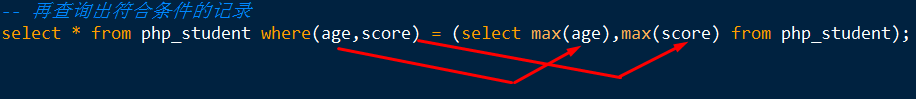 -- 再查询出符合条件的记录
select * from php_student where(age,score) = (select max(age),max(score) from php_student);